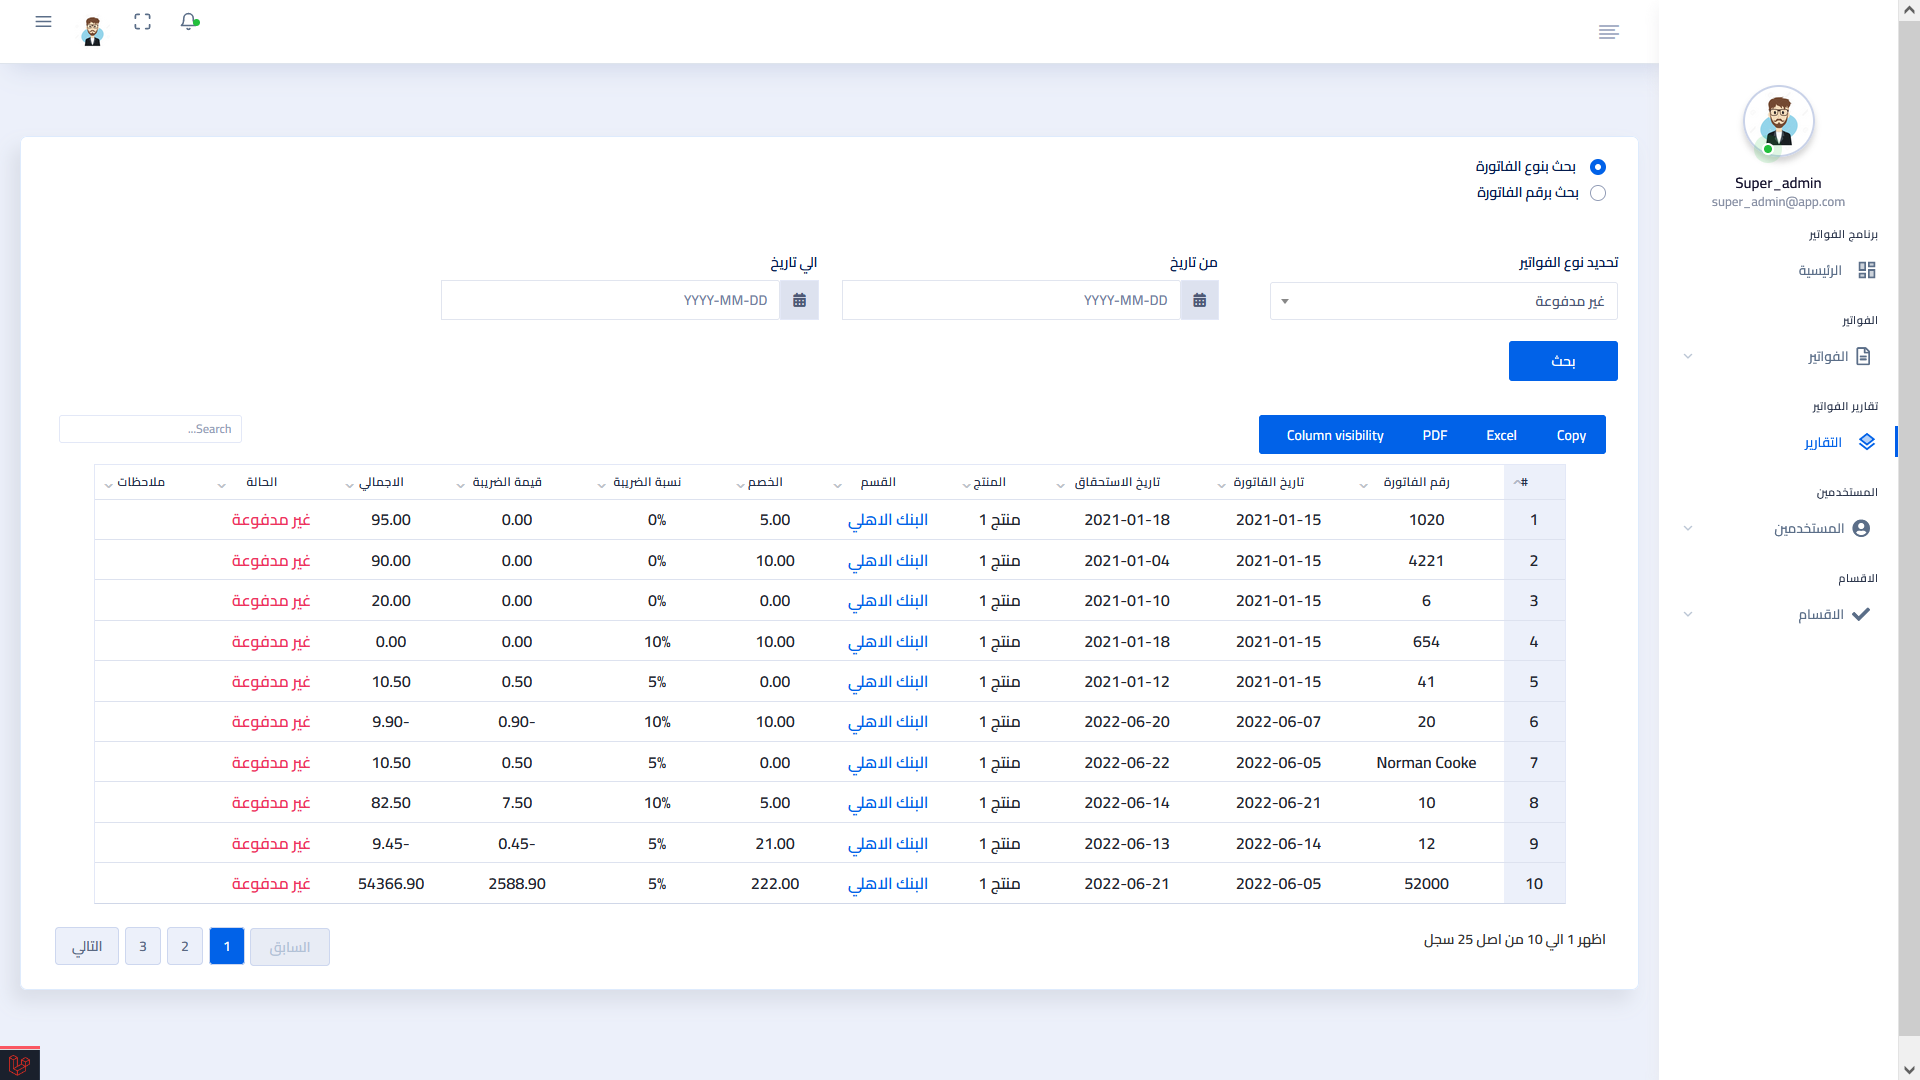 Super_admin
super_admin@app.com
برنامج الفواتير
الرئيسية
الفواتير
الفواتير
تقارير الفواتير
التقارير
المستخدمين
المستخدمين
الاقسام
الاقسام
بحث بنوع الفاتورة
بحث برقم الفاتورة
تحديد نوع الفواتير من تاريخ الي تاريخ
غير مدفوعة YYYY-MM-DD YYYY-MM-DD
بحث
Column visibility PDF Excel Copy
Search...
# رقم الفاتورة تاريخ القاتورة تاريخ الاستحقاق المنتج القسم الخصم نسبة الضريبة قيمة الضريبة الاجمالي الحالة ملاحظات
1 1020 2021-01-15 2021-01-18 منتج 1 البنك الاهلي 5.00 0% 0.00 95.00 غير مدفوعة
2 4221 2021-01-15 2021-01-04 منتج 1 البنك الاهلي 10.00 0% 0.00 90.00 غير مدفوعة
3 6 2021-01-15 2021-01-10 منتج 1 البنك الاهلي 0.00 0% 0.00 20.00 غير مدفوعة
4 654 2021-01-15 2021-01-18 منتج 1 البنك الاهلي 10.00 10% 0.00 0.00 غير مدفوعة
5 41 2021-01-15 2021-01-12 منتج 1 البنك الاهلي 0.00 5% 0.50 10.50 غير مدفوعة
6 20 2022-06-07 2022-06-20 منتج 1 البنك الاهلي 10.00 10% 0.90- 9.90- غير مدفوعة
7 Norman Cooke 2022-06-05 2022-06-22 منتج 1 البنك الاهلي 0.00 5% 0.50 10.50 غير مدفوعة
8 10 2022-06-21 2022-06-14 منتج 1 البنك الاهلي 5.00 10% 7.50 82.50 غير مدفوعة
9 12 2022-06-14 2022-06-13 منتج 1 البنك الاهلي 21.00 5% 0.45- 9.45- غير مدفوعة
10 52000 2022-06-05 2022-06-21 منتج 1 البنك الاهلي 222.00 5% 2588.90 54366.90 غير مدفوعة
اظهر 1 الي 10 من اصل 25 سجل
السابق 1 2 3 التالي